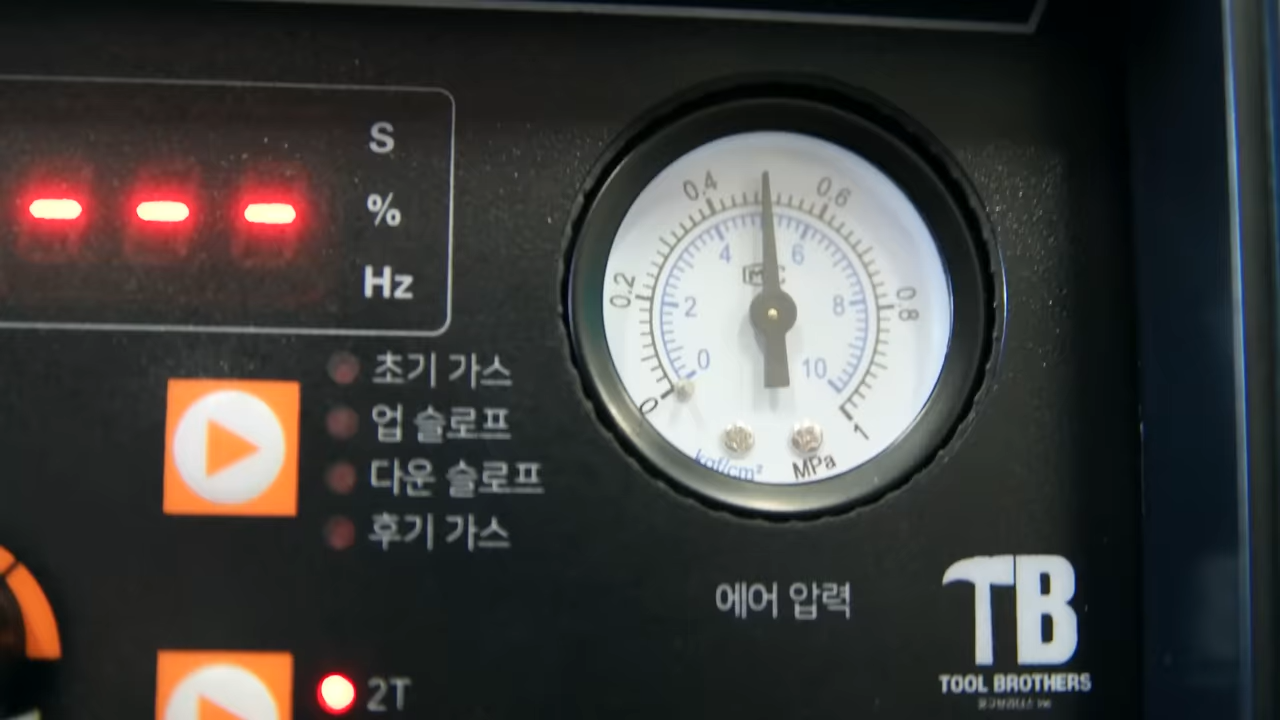 S
%
Hz
초기 가스
업 슬로프
다운 슬로프
후기 가스
2T
0
0.2
0.4
0.6
0.8
1
0
2
4
6
8
10
kgf/cm²
MPa
에어 압력
TB
TOOL BROTHERS